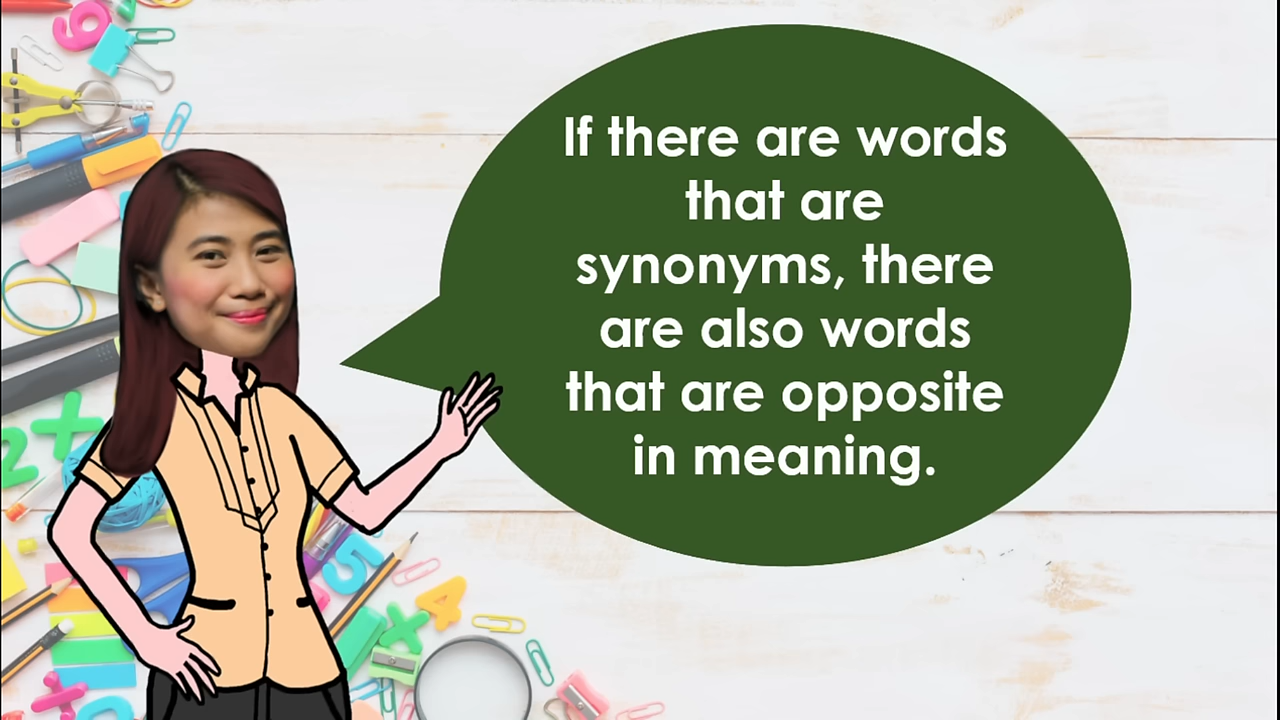 If there are words
that are
synonyms, there
are also words
that are opposite
in meaning.